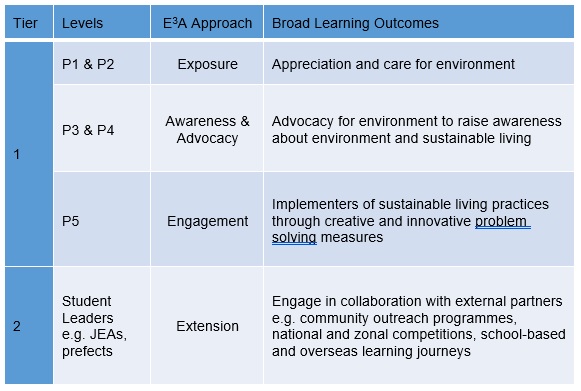 Tier Levels E³A Approach Broad Learning Outcomes
1
P1 & P2 Exposure Appreciation and care for environment
P3 & P4
Awareness &
Advocacy
Advocacy for environment to raise awareness
about environment and sustainable living
P5
Engagement
Implementers of sustainable living practices
through creative and innovative problem
solving measures
2
Student
Leaders
e.g. JEAs,
prefects
Extension
Engage in collaboration with external partners
e.g. community outreach programmes,
national and zonal competitions, school-based
and overseas learning journeys